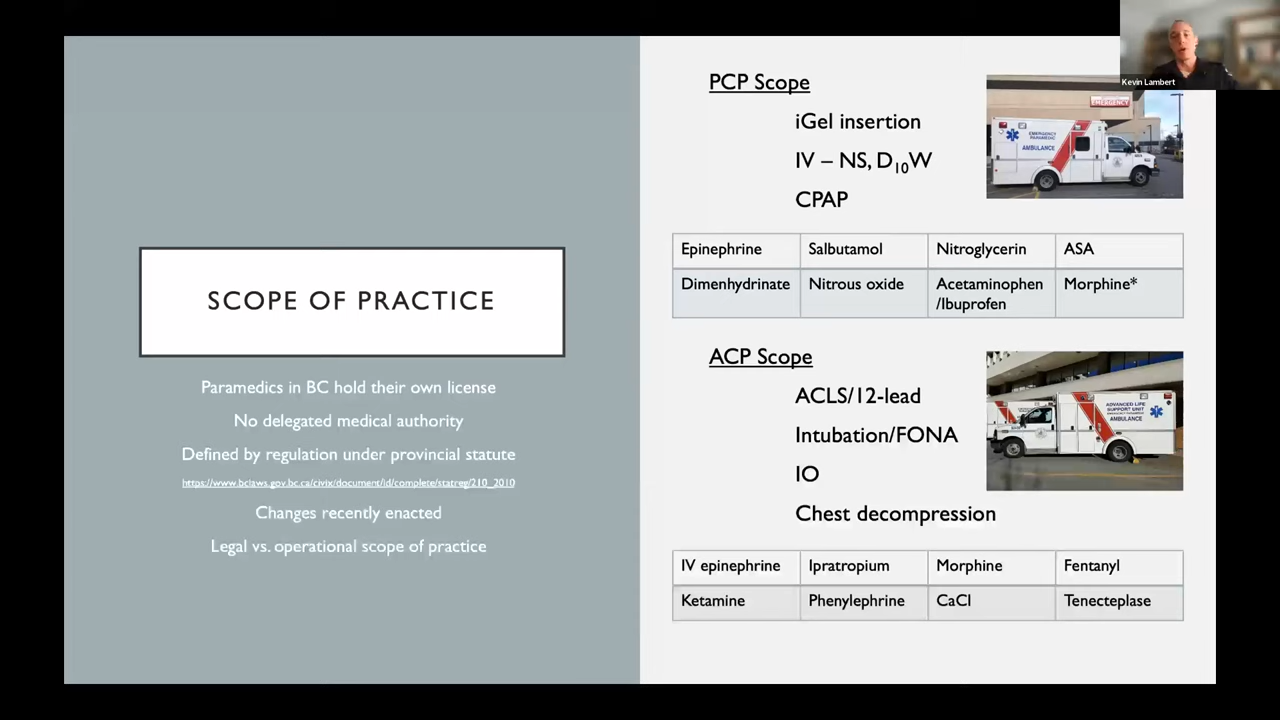 Kevin Lambert
SCOPE OF PRACTICE
Paramedics in BC hold their own license
No delegated medical authority
Defined by regulation under provincial statute
https://www.bclaws.gov.bc.ca/civix/document/id/complete/statreg/210_2010
Changes recently enacted
Legal vs. operational scope of practice
PCP Scope
iGel insertion
IV – NS, D10W
CPAP
EMERGENCY
EMERGENCY
PARAMEDIC
AMBULANCE
Epinephrine Salbutamol Nitroglycerin ASA
Dimenhydrinate Nitrous oxide Acetaminophen Morphine*
/Ibuprofen
ACP Scope
ACLS/12-lead
Intubation/FONA
IO
Chest decompression
ADVANCED LIFE
SUPPORT UNIT
EMERGENCY PARAMEDIC
AMBULANCE
IV epinephrine Ipratropium Morphine Fentanyl
Ketamine Phenylephrine CaCl Tenecteplase